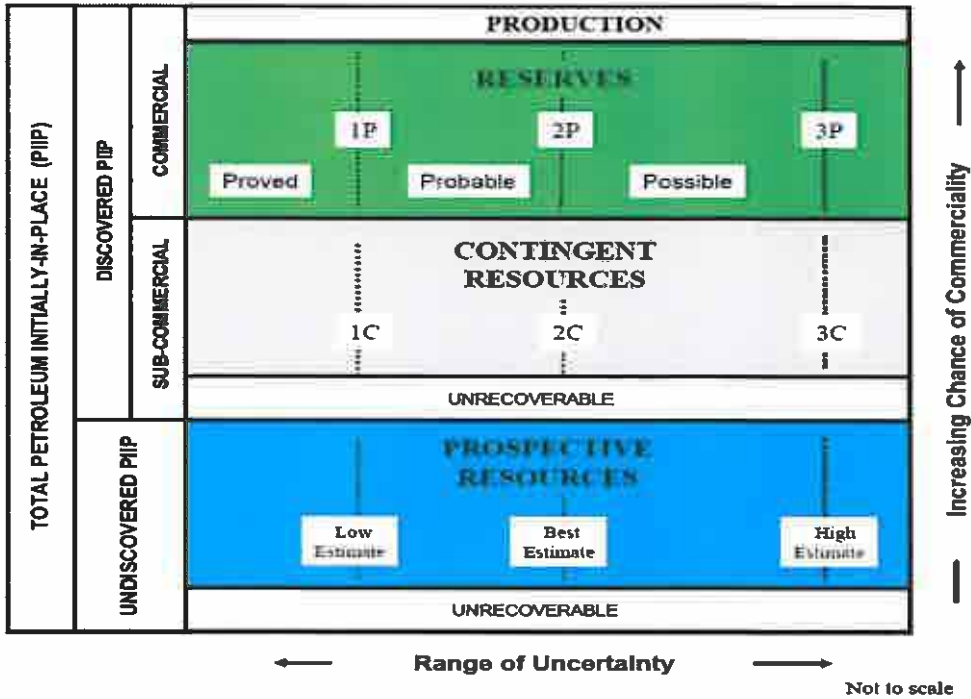 TOTAL PETROLEUM INITIALLY-IN-PLACE (PIIP)
DISCOVERED PIIP
UNDISCOVERED PIIP
COMMERCIAL
SUB-COMMERCIAL
PRODUCTION
RESERVES
1P 2P 3P
Proved Probable Possible
CONTINGENT
RESOURCES
1C 2C 3C
UNRECOVERABLE
PROSPECTIVE
RESOURCES
Low Best High
Estimate Estimate Estimate
UNRECOVERABLE
Increasing Chance of Commerciality
Range of Uncertainty
Not to scale